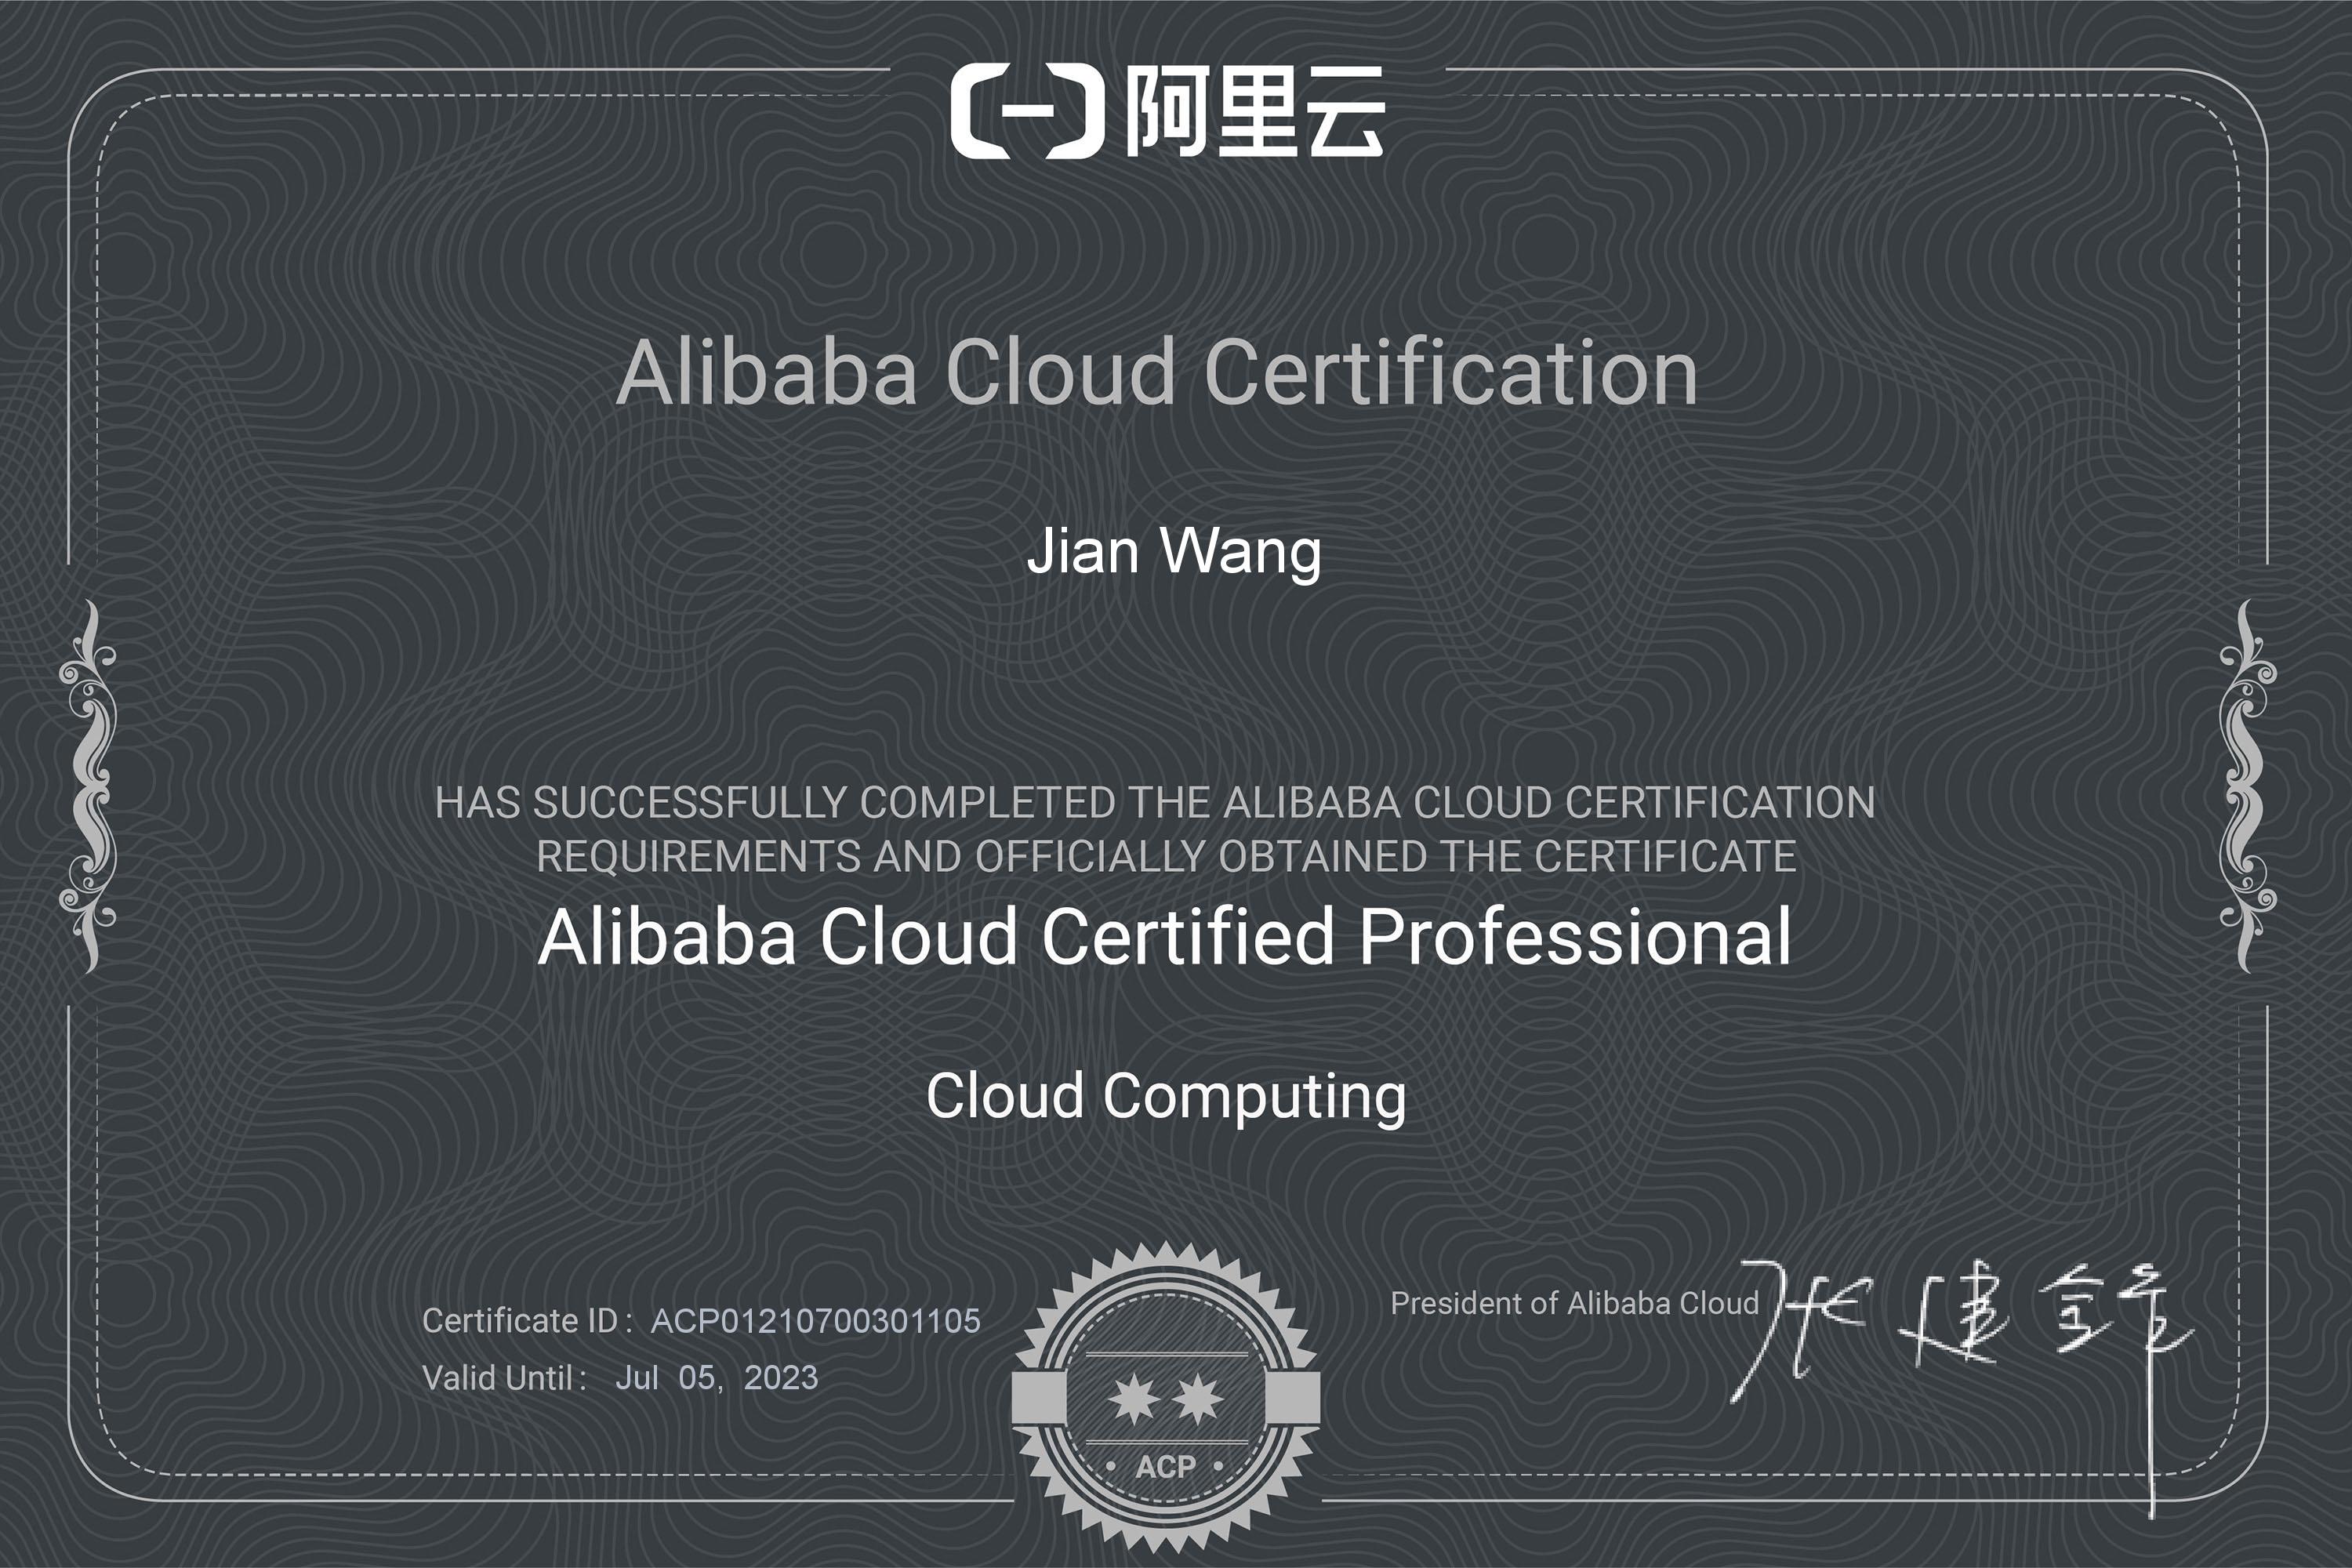 阿里云
Alibaba Cloud Certification
Jian Wang
HAS SUCCESSFULLY COMPLETED THE ALIBABA CLOUD CERTIFICATION
REQUIREMENTS AND OFFICIALLY OBTAINED THE CERTIFICATE
Alibaba Cloud Certified Professional
Cloud Computing
Certificate ID : ACP01210700301105
Valid Until : Jul 05, 2023
ACP
President of Alibaba Cloud 张建锋